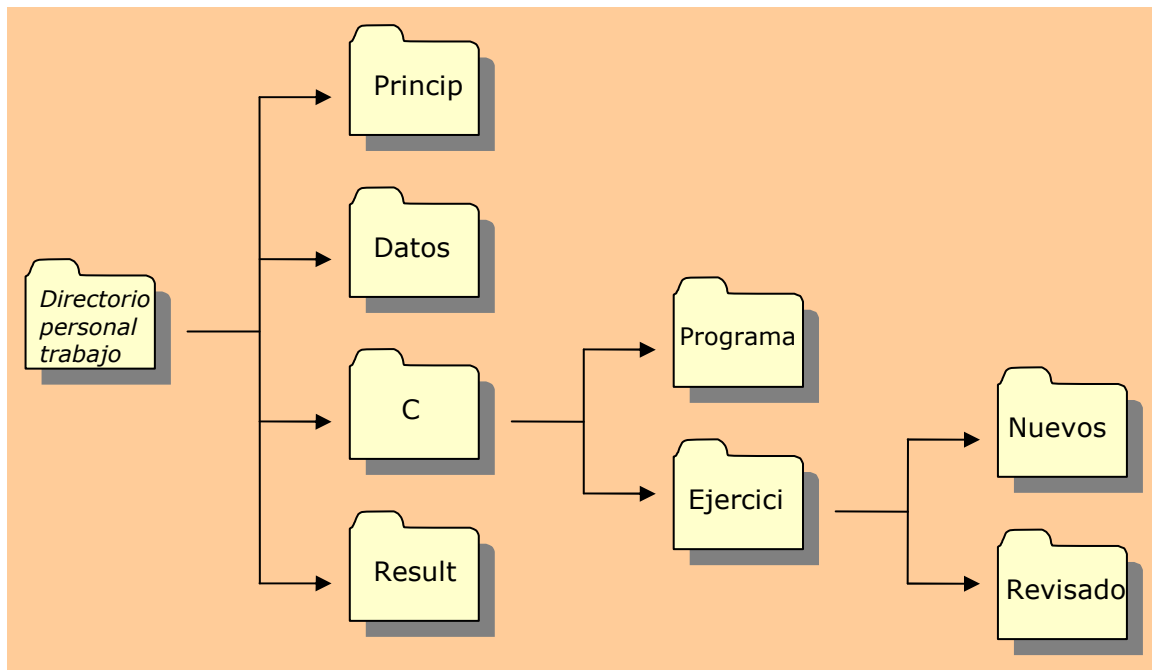 Princip
Datos
Directorio
personal
trabajo
Programa
C
Nuevos
Ejercici
Result
Revisado